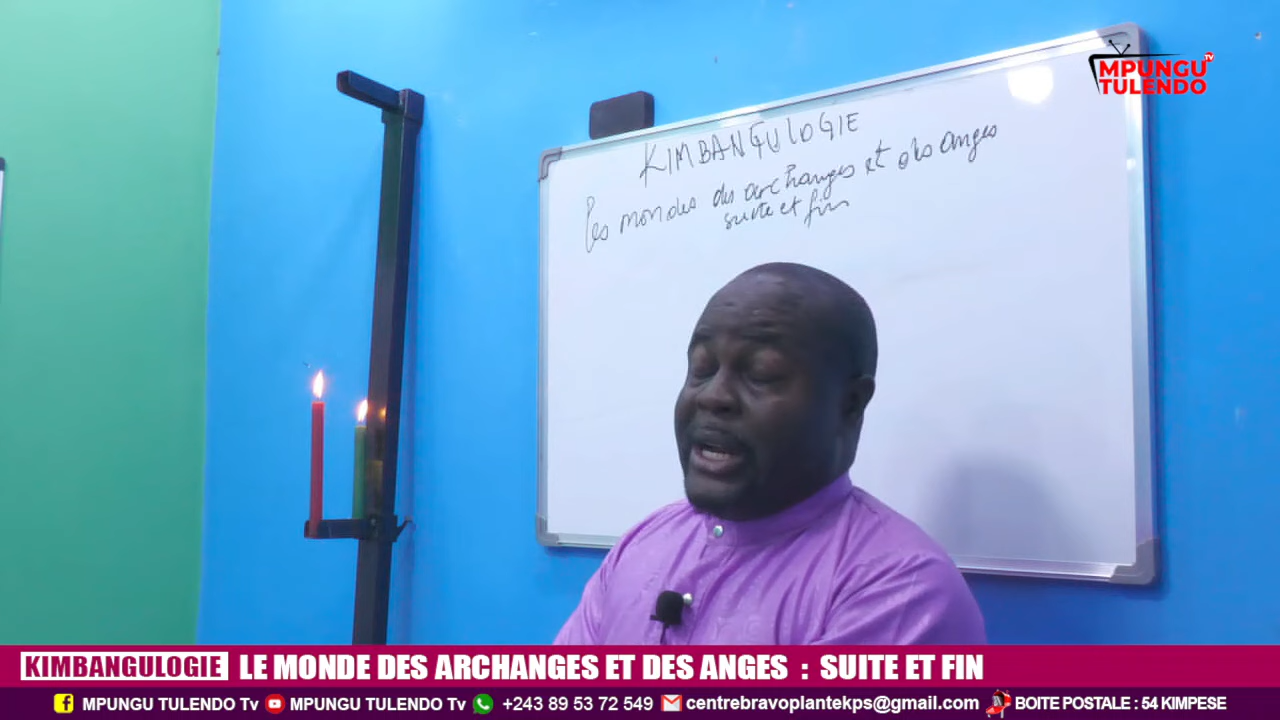 MPUNGU TV
TULENDO
KIMBANGULOGIE
Les mondes des archanges et des anges
suite et fin
KIMBANGULOGIE LE MONDE DES ARCHANGES ET DES ANGES : SUITE ET FIN
MPUNGU TULENDO Tv MPUNGU TULENDO Tv +243 89 53 72 549 centrebravoplantekps@gmail.com BOITE POSTALE : 54 KIMPESE